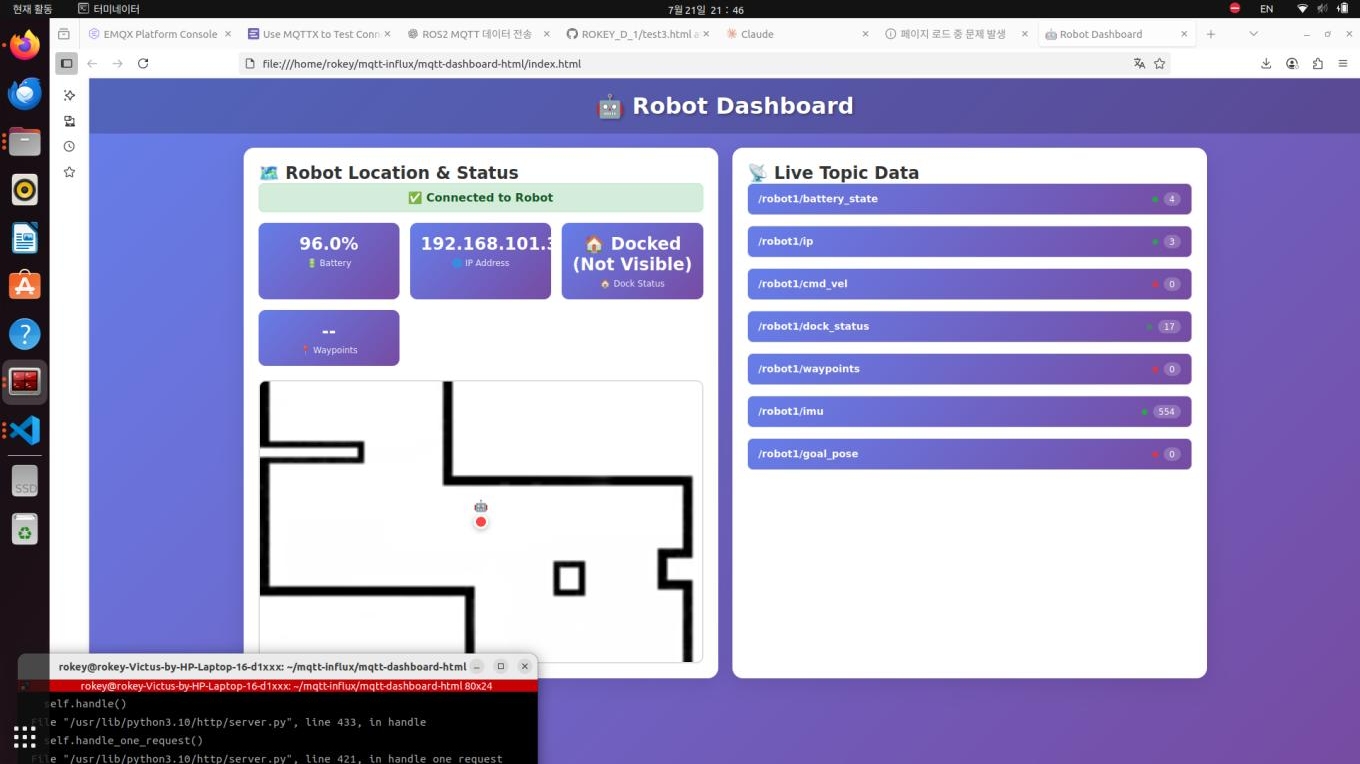 현재 활동
터미네이터
7월 21일 21 : 46
EN
EMQX Platform Console
Use MQTTX to Test Conn
ROS2 MQTT 데이터 전송
ROKEY_D_1/test3.html a
Claude
페이지 로드 중 문제 발생
Robot Dashboard
file:///home/rokey/mqtt-influx/mqtt-dashboard-html/index.html
Robot Dashboard
Robot Location & Status
Connected to Robot
96.0%
Battery
192.168.101.3
IP Address
Docked
(Not Visible)
Dock Status
--
Waypoints
Live Topic Data
/robot1/battery_state
4
/robot1/ip
3
/robot1/cmd_vel
0
/robot1/dock_status
17
/robot1/waypoints
0
/robot1/imu
554
/robot1/goal_pose
0
SSD
rokey@rokey-Victus-by-HP-Laptop-16-d1xxx: ~/mqtt-influx/mqtt-dashboard-html
rokey@rokey-Victus-by-HP-Laptop-16-d1xxx: ~/mqtt-influx/mqtt-dashboard-html 80x24
self.handle()
File "/usr/lib/python3.10/http/server.py", line 433, in handle
self.handle_one_request()
File "/usr/lib/python3.10/http/server.py", line 421, in handle_one_request